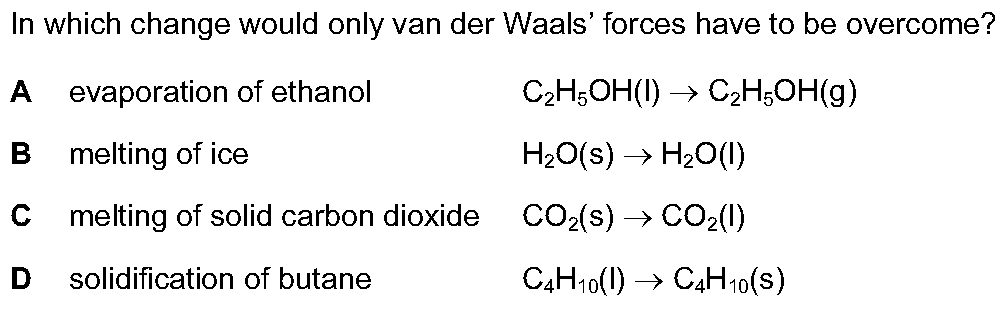 In which change would only van der Waals’ forces have to be overcome?
A evaporation of ethanol C₂H₅OH(l) → C₂H₅OH(g)
B melting of ice H₂O(s) → H₂O(l)
C melting of solid carbon dioxide CO₂(s) → CO₂(l)
D solidification of butane C₄H₁₀(l) → C₄H₁₀(s)